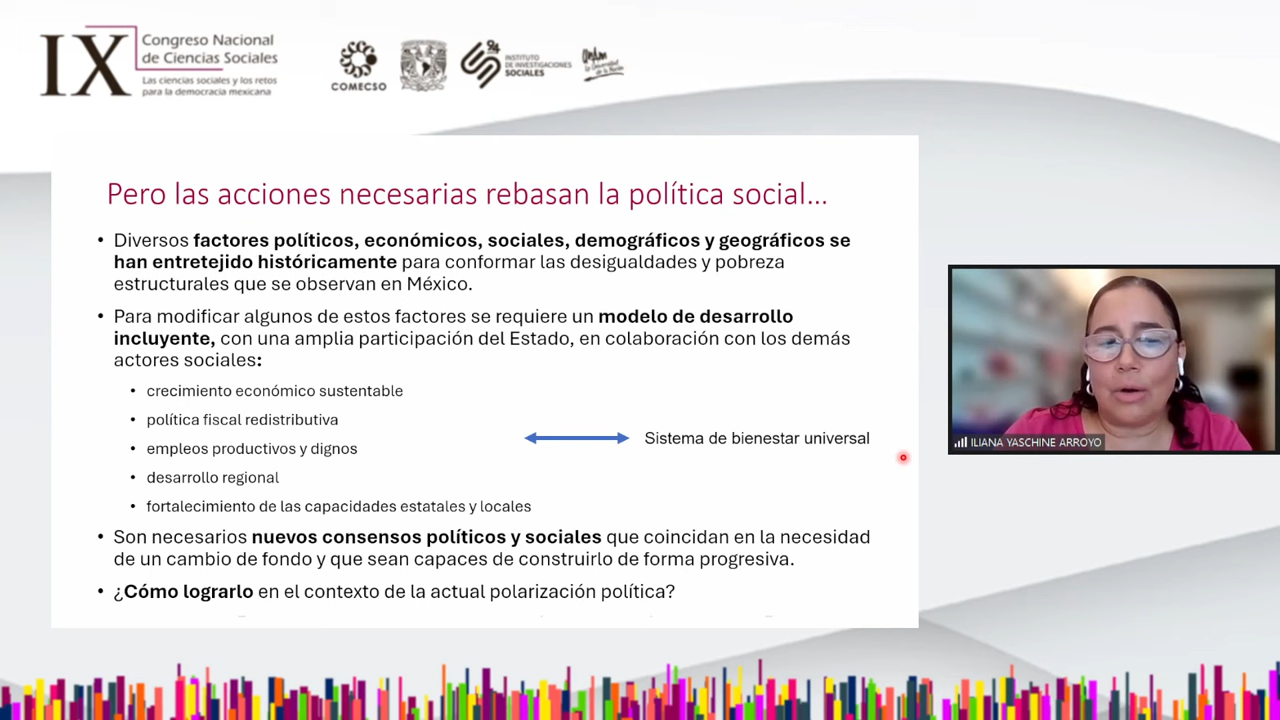 IX
Congreso Nacional
de Ciencias Sociales
Las ciencias sociales y los retos
para la democracia mexicana
COMECSO
94
INSTITUTO
DE INVESTIGACIONES
SOCIALES
Pero las acciones necesarias rebasan la política social...
• Diversos factores políticos, económicos, sociales, demográficos y geográficos se
han entretejido históricamente para conformar las desigualdades y pobreza
estructurales que se observan en México.
• Para modificar algunos de estos factores se requiere un modelo de desarrollo
incluyente, con una amplia participación del Estado, en colaboración con los demás
actores sociales:
• crecimiento económico sustentable
• política fiscal redistributiva
• empleos productivos y dignos
• desarrollo regional
• fortalecimiento de las capacidades estatales y locales
Sistema de bienestar universal
• Son necesarios nuevos consensos políticos y sociales que coincidan en la necesidad
de un cambio de fondo y que sean capaces de construirlo de forma progresiva.
• ¿Cómo lograrlo en el contexto de la actual polarización política?
ILIANA YASCHINE ARROYO